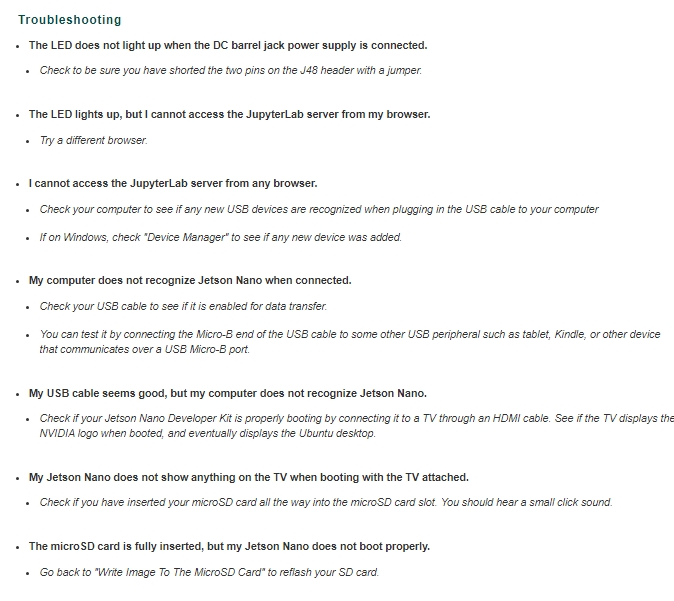 Troubleshooting
The LED does not light up when the DC barrel jack power supply is connected.
Check to be sure you have shorted the two pins on the J48 header with a jumper.
The LED lights up, but I cannot access the JupyterLab server from my browser.
Try a different browser.
I cannot access the JupyterLab server from any browser.
Check your computer to see if any new USB devices are recognized when plugging in the USB cable to your computer
If on Windows, check "Device Manager" to see if any new device was added.
My computer does not recognize Jetson Nano when connected.
Check your USB cable to see if it is enabled for data transfer.
You can test it by connecting the Micro-B end of the USB cable to some other USB peripheral such as tablet, Kindle, or other device
that communicates over a USB Micro-B port.
My USB cable seems good, but my computer does not recognize Jetson Nano.
Check if your Jetson Nano Developer Kit is properly booting by connecting it to a TV through an HDMI cable. See if the TV displays the
NVIDIA logo when booted, and eventually displays the Ubuntu desktop.
My Jetson Nano does not show anything on the TV when booting with the TV attached.
Check if you have inserted your microSD card all the way into the microSD card slot. You should hear a small click sound.
The microSD card is fully inserted, but my Jetson Nano does not boot properly.
Go back to "Write Image To The MicroSD Card" to reflash your SD card.